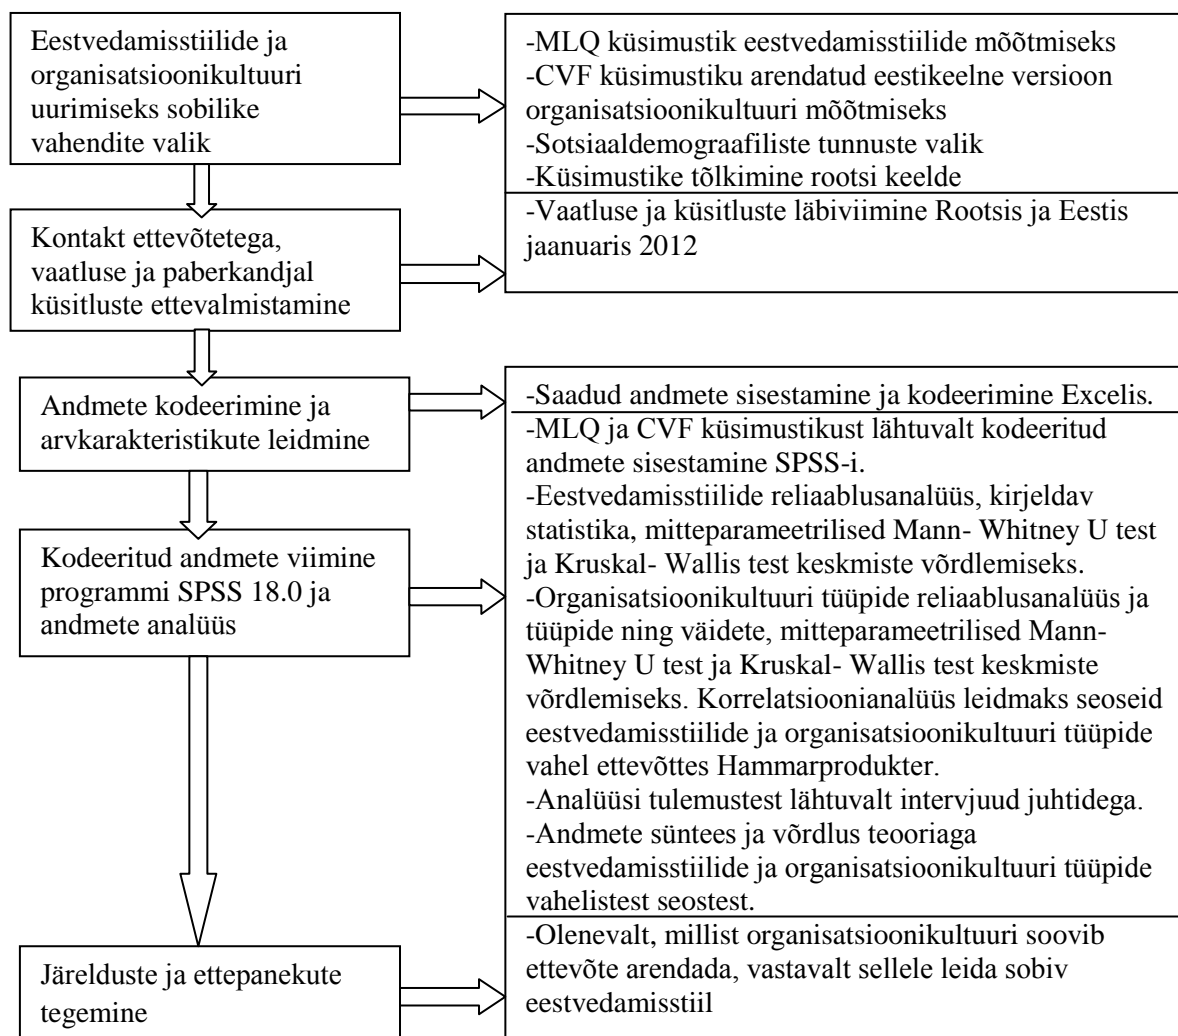 Eestvedamisstiilide ja
organisatsioonikultuuri
uurimiseks sobilike
vahendite valik
-MLQ küsimustik eestvedamisstiilide mõõtmiseks
-CVF küsimustiku arendatud eestikeelne versioon
organisatsioonikultuuri mõõtmiseks
-Sotsiaaldemograafiliste tunnuste valik
-Küsimustike tõlkimine rootsi keelde
Kontakt ettevõtetega,
vaatluse ja paberkandjal
küsitluste ettevalmistamine
-Vaatluse ja küsitluste läbiviimine Rootsis ja Eestis
jaanuaris 2012
Andmete kodeerimine ja
arvkarakteristikute leidmine
-Saadud andmete sisestamine ja kodeerimine Excelis.
Kodeeritud andmete viimine
programmi SPSS 18.0 ja
andmete analüüs
-MLQ ja CVF küsimustikust lähtuvalt kodeeritud
andmete sisestamine SPSS-i.
-Eestvedamisstiilide reliaablusanalüüs, kirjeldav
statistika, mitteparameetrilised Mann- Whitney U test
ja Kruskal- Wallis test keskmiste võrdlemiseks.
-Organisatsioonikultuuri tüüpide reliaablusanalüüs ja
tüüpide ning väidete, mitteparameetrilised Mann-
Whitney U test ja Kruskal- Wallis test keskmiste
võrdlemiseks. Korrelatsioonianalüüs leidmaks seoseid
eestvedamisstiilide ja organisatsioonikultuuri tüüpide
vahel ettevõttes Hammarprodukter.
-Analüüsi tulemustest lähtuvalt intervjuud juhtidega.
-Andmete süntees ja võrdlus teooriaga
eestvedamisstiilide ja organisatsioonikultuuri tüüpide
vahelistest seostest.
Järelduste ja ettepanekute
tegemine
-Olenevalt, millist organisatsioonikultuuri soovib
ettevõte arendada, vastavalt sellele leida sobiv
eestvedamisstiil